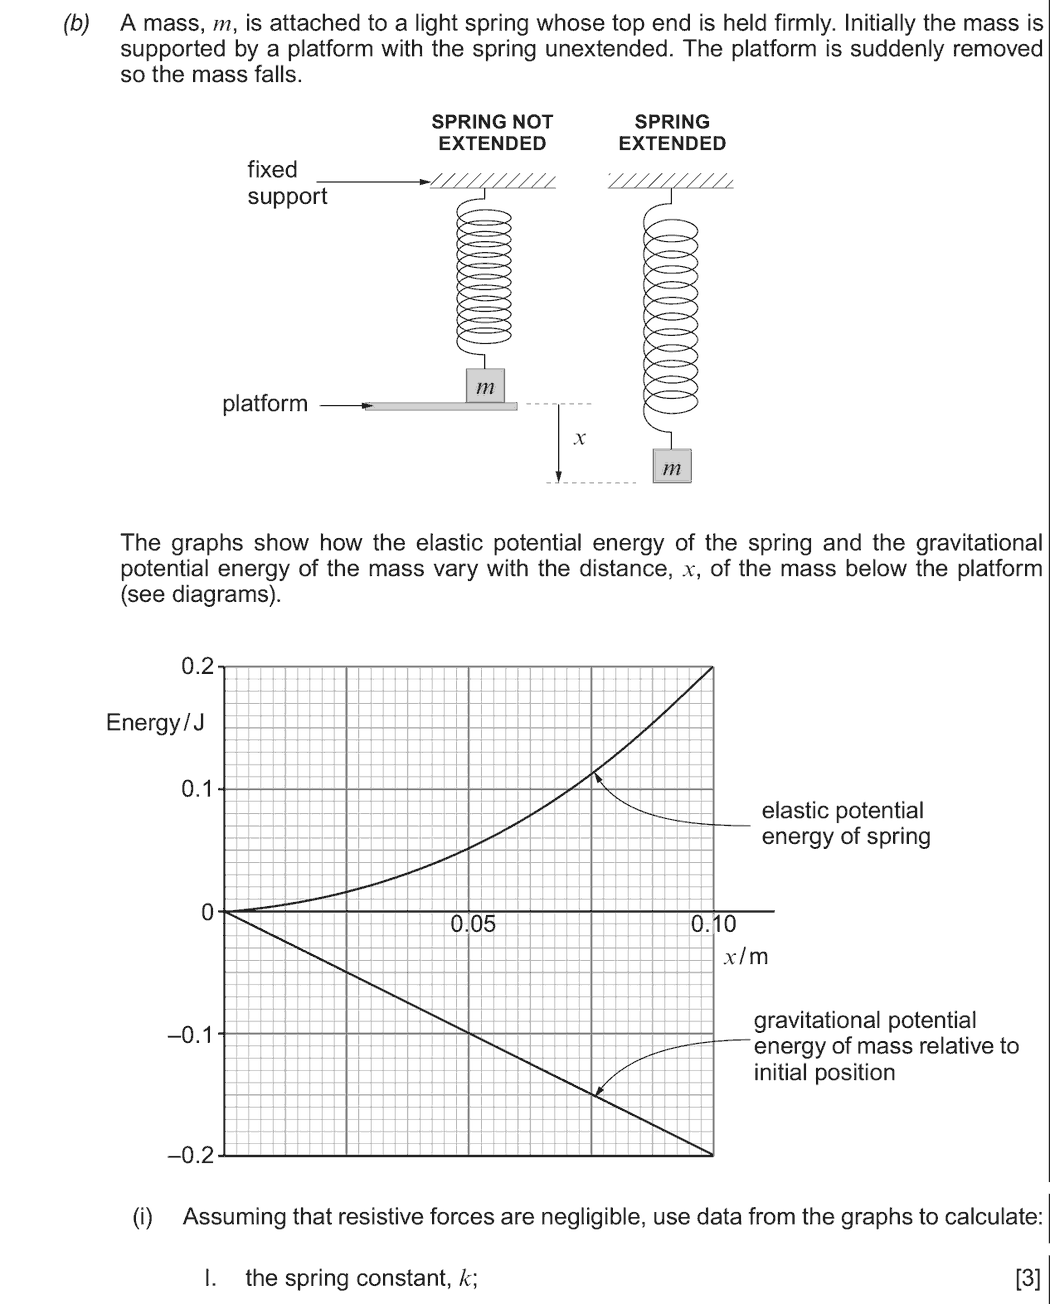 (b) A mass, m, is attached to a light spring whose top end is held firmly. Initially the mass is
supported by a platform with the spring unextended. The platform is suddenly removed
so the mass falls.
SPRING NOT
EXTENDED
SPRING
EXTENDED
fixed
support
m
platform
x
m
The graphs show how the elastic potential energy of the spring and the gravitational
potential energy of the mass vary with the distance, x, of the mass below the platform
(see diagrams).
0.2
Energy/J
0.1
elastic potential
energy of spring
0
0.05
0.10
x/m
gravitational potential
energy of mass relative to
initial position
–0.1
–0.2
(i) Assuming that resistive forces are negligible, use data from the graphs to calculate:
I. the spring constant, k; [3]